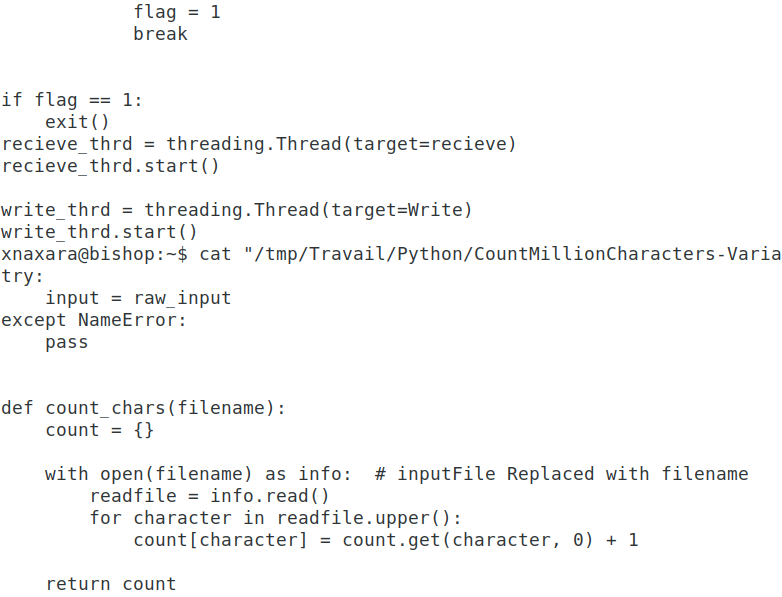 flag = 1
            break


if flag == 1:
    exit()
recieve_thrd = threading.Thread(target=recieve)
recieve_thrd.start()

write_thrd = threading.Thread(target=Write)
write_thrd.start()
xnaxara@bishop:~$ cat "/tmp/Travail/Python/CountMillionCharacters-Varia
try:
    input = raw_input
except NameError:
    pass


def count_chars(filename):
    count = {}

    with open(filename) as info:  # inputFile Replaced with filename
        readfile = info.read()
        for character in readfile.upper():
            count[character] = count.get(character, 0) + 1

    return count